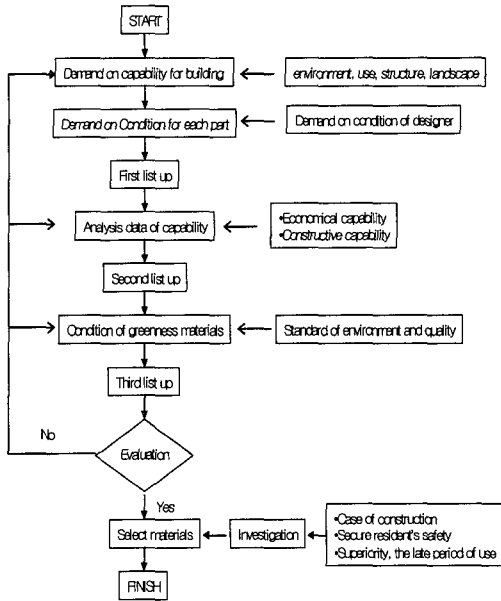 START
Demand on capability for building
environment, use, structure, landscape
Demand on Condition for each part
Demand on condition of designer
First list up
Analysis data of capability
•Economical capability
•Constructive capability
Second list up
Condition of greenness materials
Standard of environment and quality
Third list up
No
Evaluation
Yes
Select materials
Investigation
•Case of construction
•Secure resident's safety
•Superiority, the late period of use
FINISH